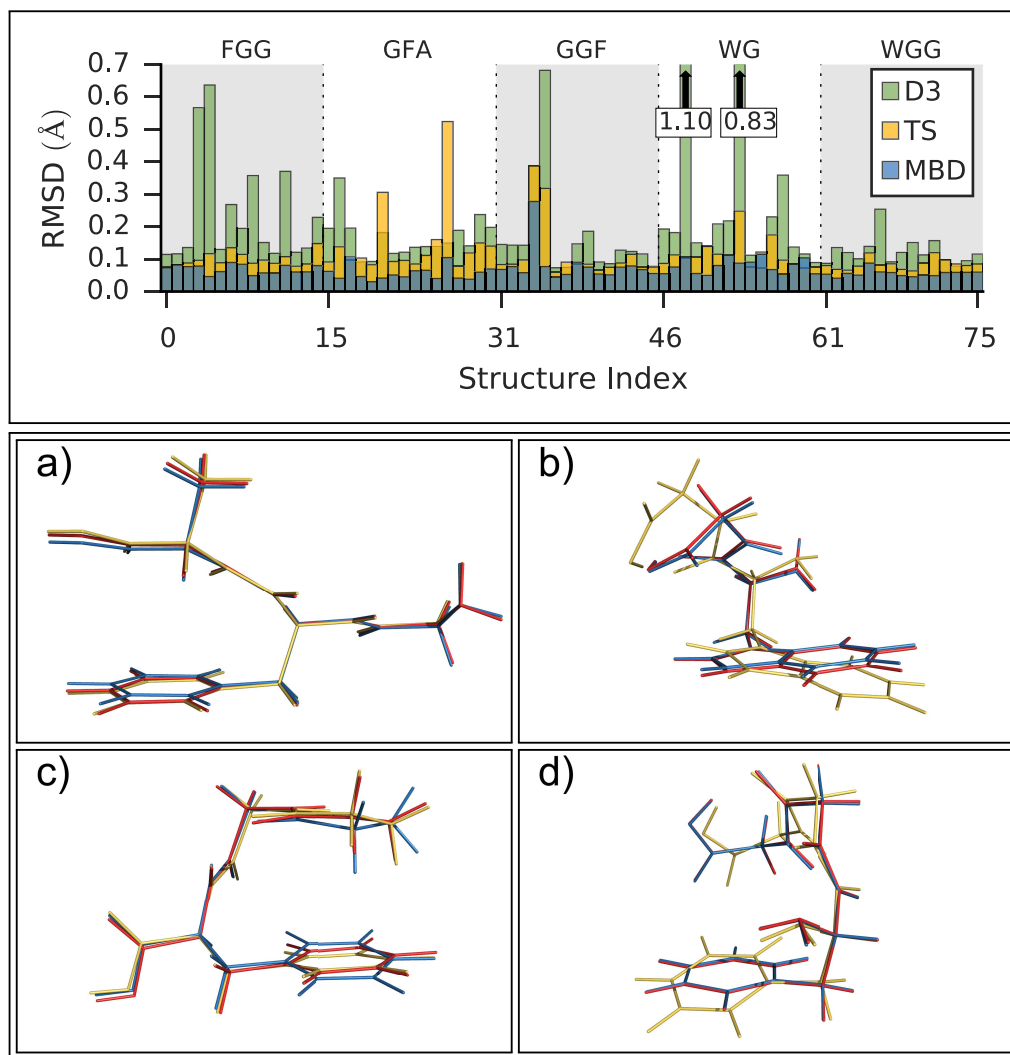 FGG GFA GGF WG WGG
0.7
0.6
0.5
0.4
0.3
0.2
0.1
0.0
RMSD (Å)
1.10 0.83
D3
TS
MBD
0 15 31 46 61 75
Structure Index
a)
b)
c)
d)